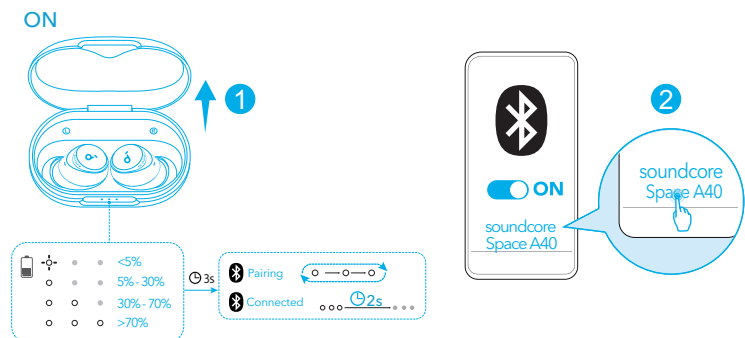 ON
1
L
R
<5%
5% - 30%
30% - 70%
>70%
3s
Pairing
Connected
2s
ON
soundcore
Space A40
2
soundcore
Space A40